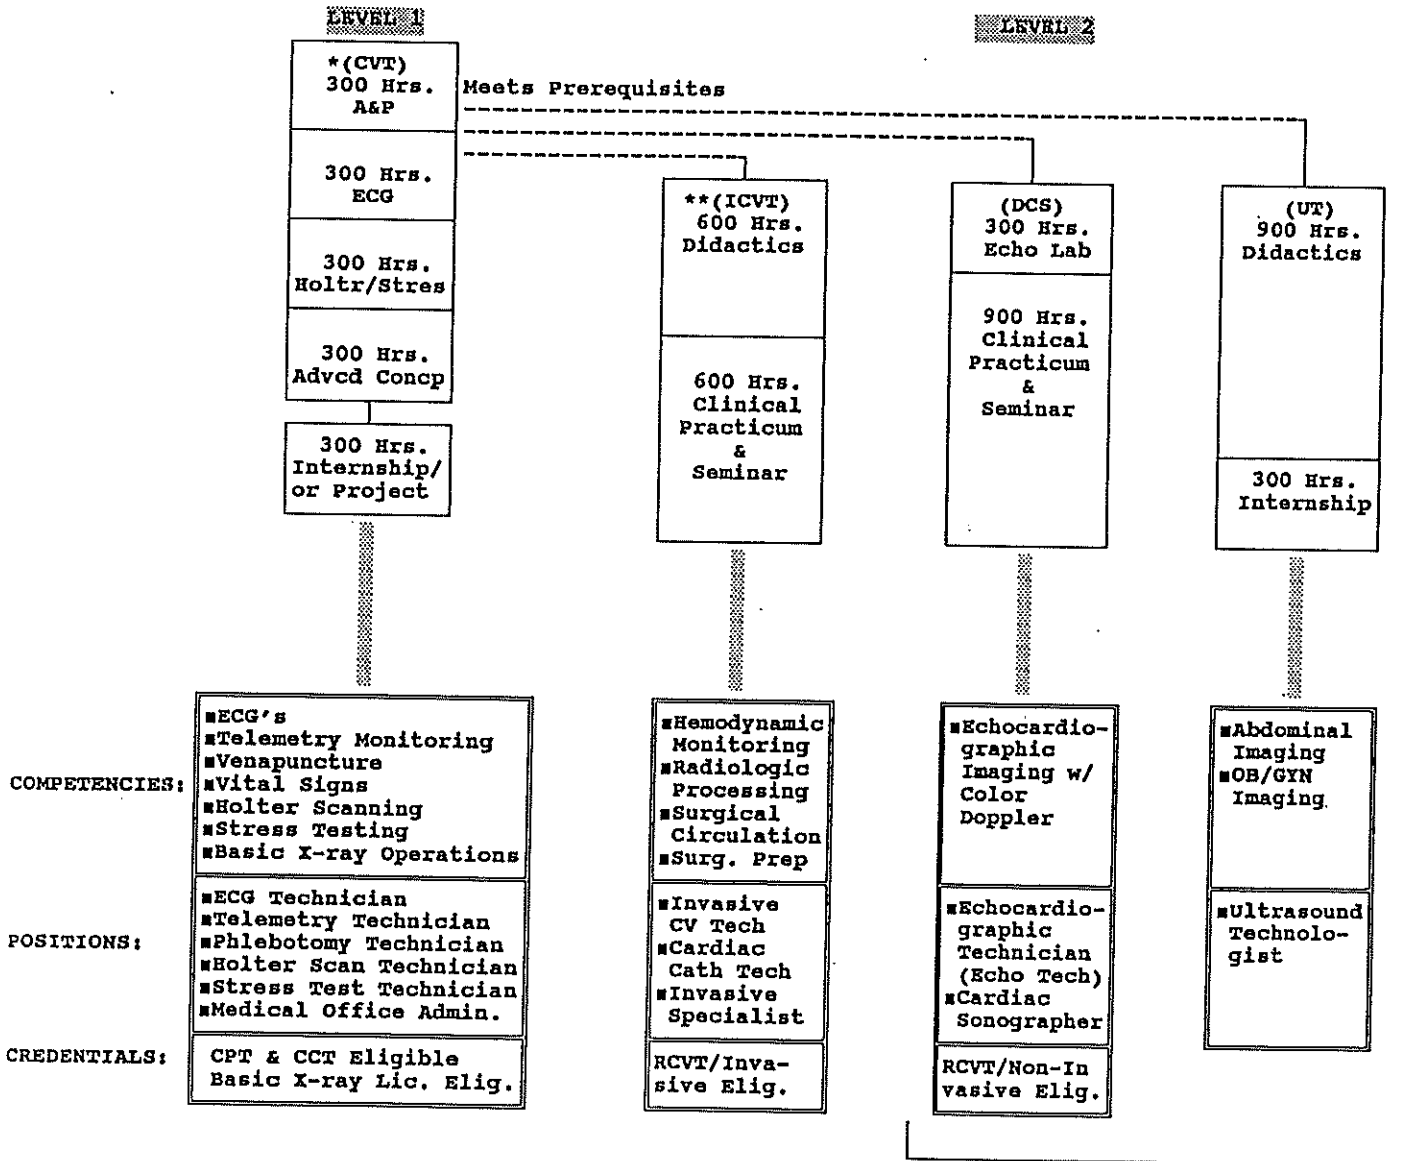 LEVEL 1
LEVEL 2
*(CVT)
300 Hrs.
A&P
Meets Prerequisites
300 Hrs.
ECG
300 Hrs.
Holtr/Stres
300 Hrs.
Advcd Concp
300 Hrs.
Internship/
or Project
**(ICVT)
600 Hrs.
Didactics
600 Hrs.
Clinical
Practicum
&
Seminar
(DCS)
300 Hrs.
Echo Lab
900 Hrs.
Clinical
Practicum
&
Seminar
(UT)
900 Hrs.
Didactics
300 Hrs.
Internship
COMPETENCIES:
■ECG's
■Telemetry Monitoring
■Venapuncture
■Vital Signs
■Holter Scanning
■Stress Testing
■Basic X-ray Operations
■Hemodynamic
Monitoring
■Radiologic
Processing
■Surgical
Circulation
■Surg. Prep
■Echocardio-
graphic
Imaging w/
Color
Doppler
■Abdominal
Imaging
■OB/GYN
Imaging
POSITIONS:
■ECG Technician
■Telemetry Technician
■Phlebotomy Technician
■Holter Scan Technician
■Stress Test Technician
■Medical Office Admin.
■Invasive
CV Tech
■Cardiac
Cath Tech
■Invasive
Specialist
■Echocardio-
graphic
Technician
(Echo Tech)
■Cardiac
Sonographer
■Ultrasound
Technolo-
gist
CREDENTIALS:
CPT & CCT Eligible
Basic X-ray Lic. Elig.
RCVT/Inva-
sive Elig.
RCVT/Non-In
vasive Elig.